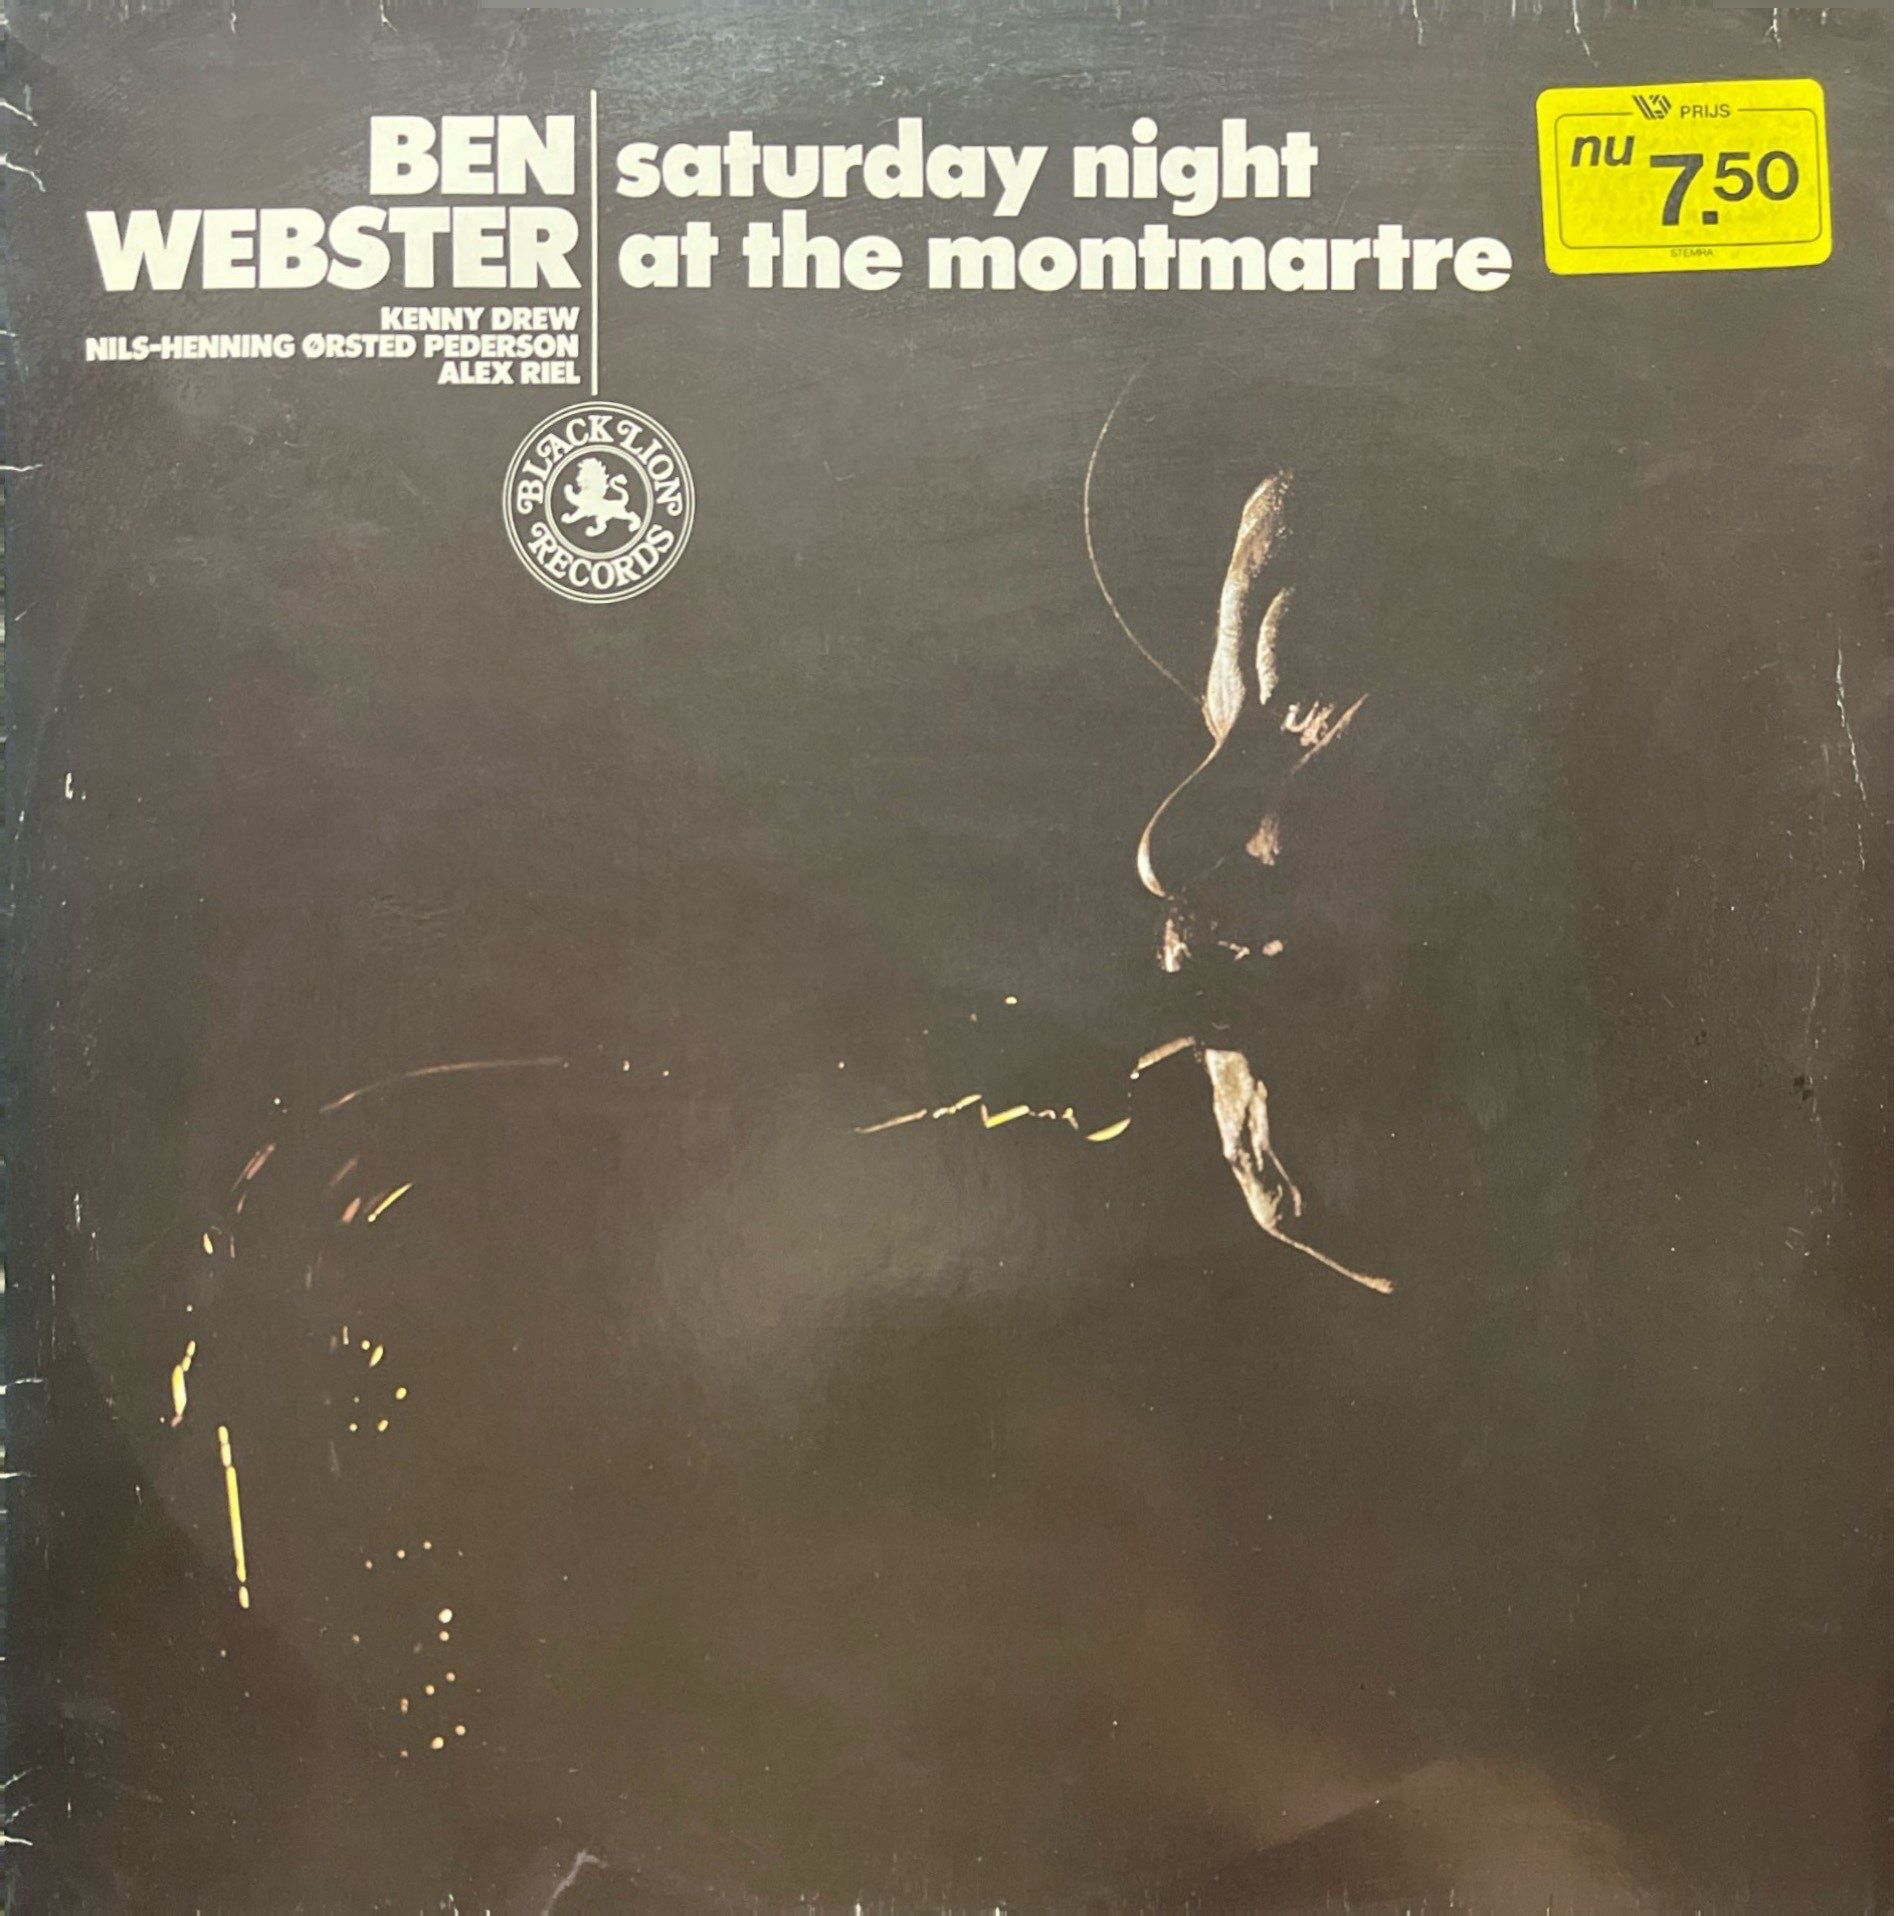 BEN
WEBSTER
KENNY DREW
NILS-HENNING ØRSTED PEDERSON
ALEX RIEL
saturday night
at the montmartre
PRIJS
nu 7.50
STEMRA
BLACK LION
RECORDS